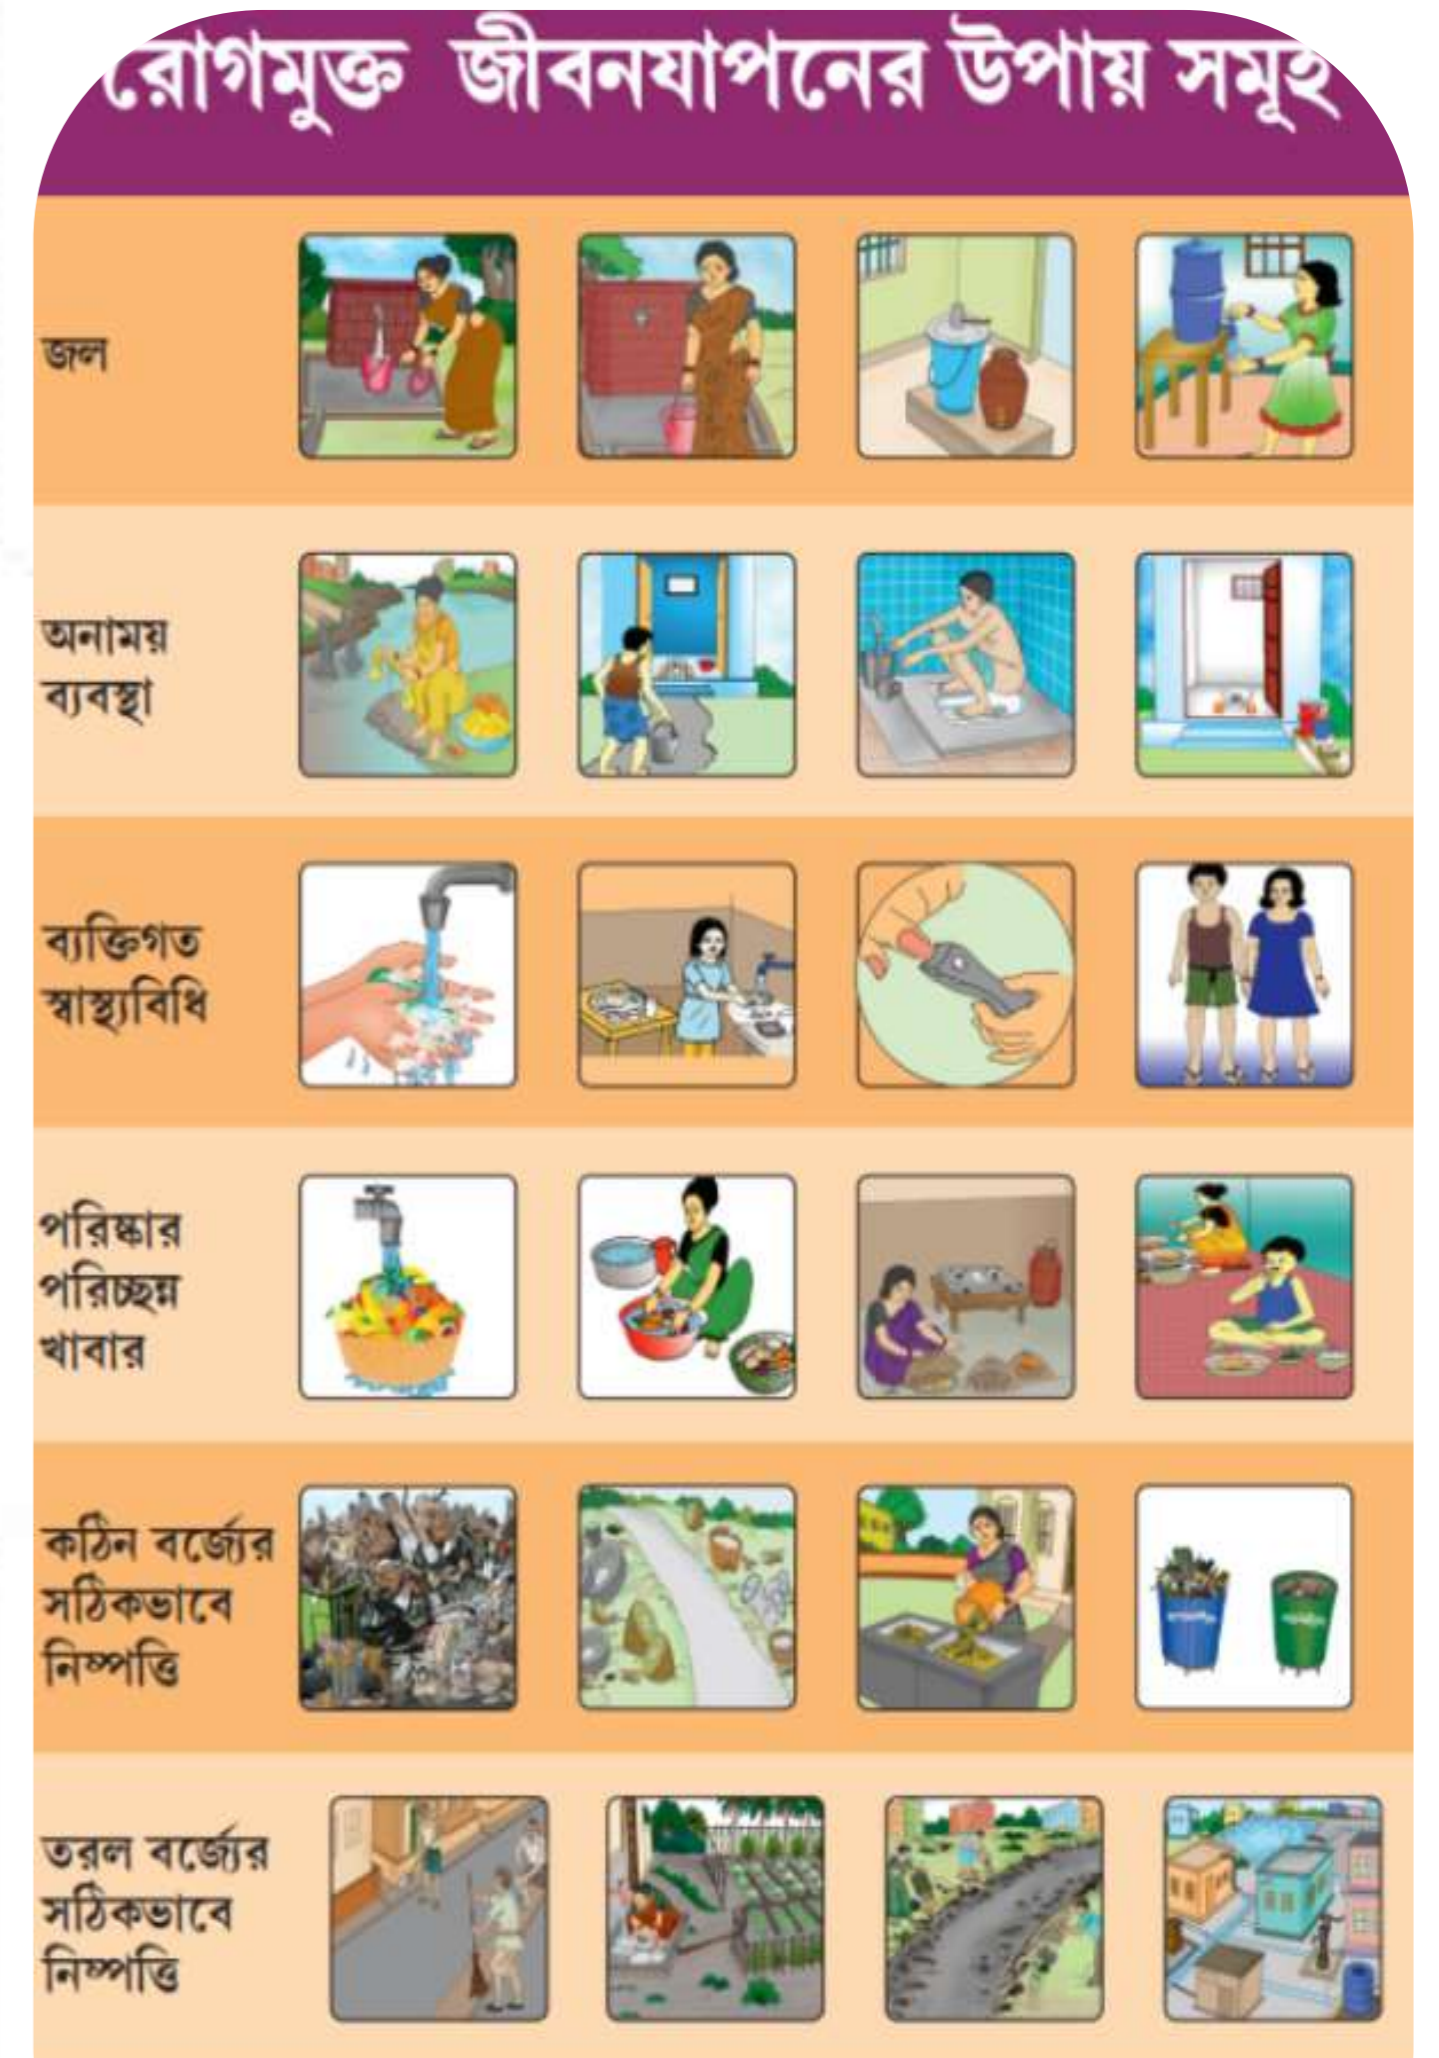 রোগমুক্ত জীবনযাপনের উপায় সমূহ
জল
অনাময়
ব্যবস্থা
ব্যক্তিগত
স্বাস্থ্যবিধি
পরিষ্কার
পরিচ্ছন্ন
খাবার
কঠিন বর্জ্যের
সঠিকভাবে
নিষ্পত্তি
তরল বর্জ্যের
সঠিকভাবে
নিষ্পত্তি